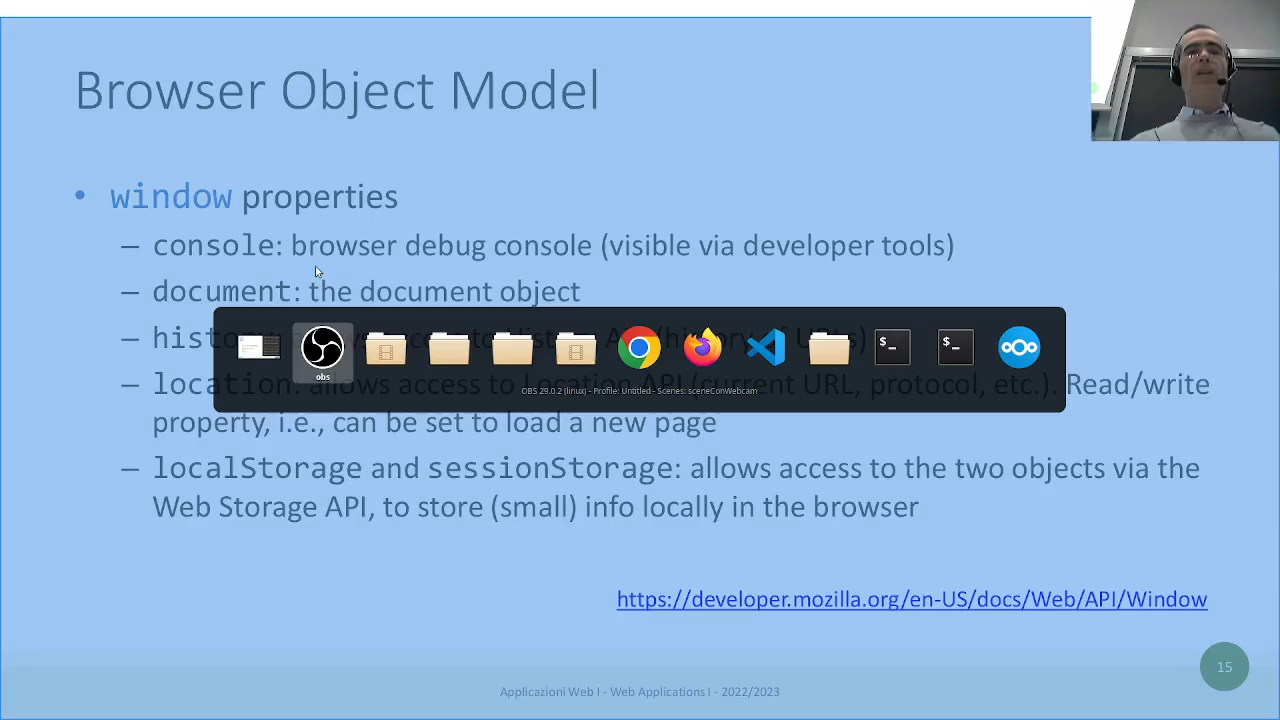 Browser Object Model
• window properties
– console: browser debug console (visible via developer tools)
– document: the document object
– history: allows access to History API (history of URLs)
$_
$_
obs
– location: allows access to Location API (current URL, protocol, etc.). Read/write
OBS 29.0.2 (linux) - Profile: Untitled - Scenes: sceneConWebcam
property, i.e., can be set to load a new page
– localStorage and sessionStorage: allows access to the two objects via the
Web Storage API, to store (small) info locally in the browser
https://developer.mozilla.org/en-US/docs/Web/API/Window
15
Applicazioni Web I - Web Applications I - 2022/2023